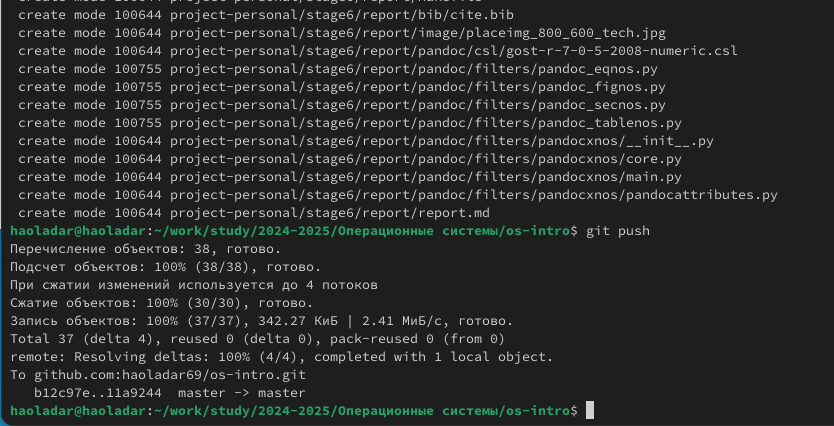 create mode 100644 project-personal/stage6/report/bib/cite.bib
create mode 100644 project-personal/stage6/report/image/placeimg_800_600_tech.jpg
create mode 100644 project-personal/stage6/report/pandoc/csl/gost-r-7-0-5-2008-numeric.csl
create mode 100755 project-personal/stage6/report/pandoc/filters/pandoc_eqnos.py
create mode 100755 project-personal/stage6/report/pandoc/filters/pandoc_fignos.py
create mode 100755 project-personal/stage6/report/pandoc/filters/pandoc_secnos.py
create mode 100755 project-personal/stage6/report/pandoc/filters/pandoc_tablenos.py
create mode 100644 project-personal/stage6/report/pandoc/filters/pandocxnos/__init__.py
create mode 100644 project-personal/stage6/report/pandoc/filters/pandocxnos/core.py
create mode 100644 project-personal/stage6/report/pandoc/filters/pandocxnos/main.py
create mode 100644 project-personal/stage6/report/pandoc/filters/pandocxnos/pandocattributes.py
create mode 100644 project-personal/stage6/report/report.md
haoladar@haoladar:~/work/study/2024-2025/Операционные системы/os-intro$ git push
Перечисление объектов: 38, готово.
Подсчет объектов: 100% (38/38), готово.
При сжатии изменений используется до 4 потоков
Сжатие объектов: 100% (30/30), готово.
Запись объектов: 100% (37/37), 342.27 КиБ | 2.41 МиБ/с, готово.
Total 37 (delta 4), reused 0 (delta 0), pack-reused 0 (from 0)
remote: Resolving deltas: 100% (4/4), completed with 1 local object.
To github.com:haoladar69/os-intro.git
b12c97e..11a9244  master -> master
haoladar@haoladar:~/work/study/2024-2025/Операционные системы/os-intro$